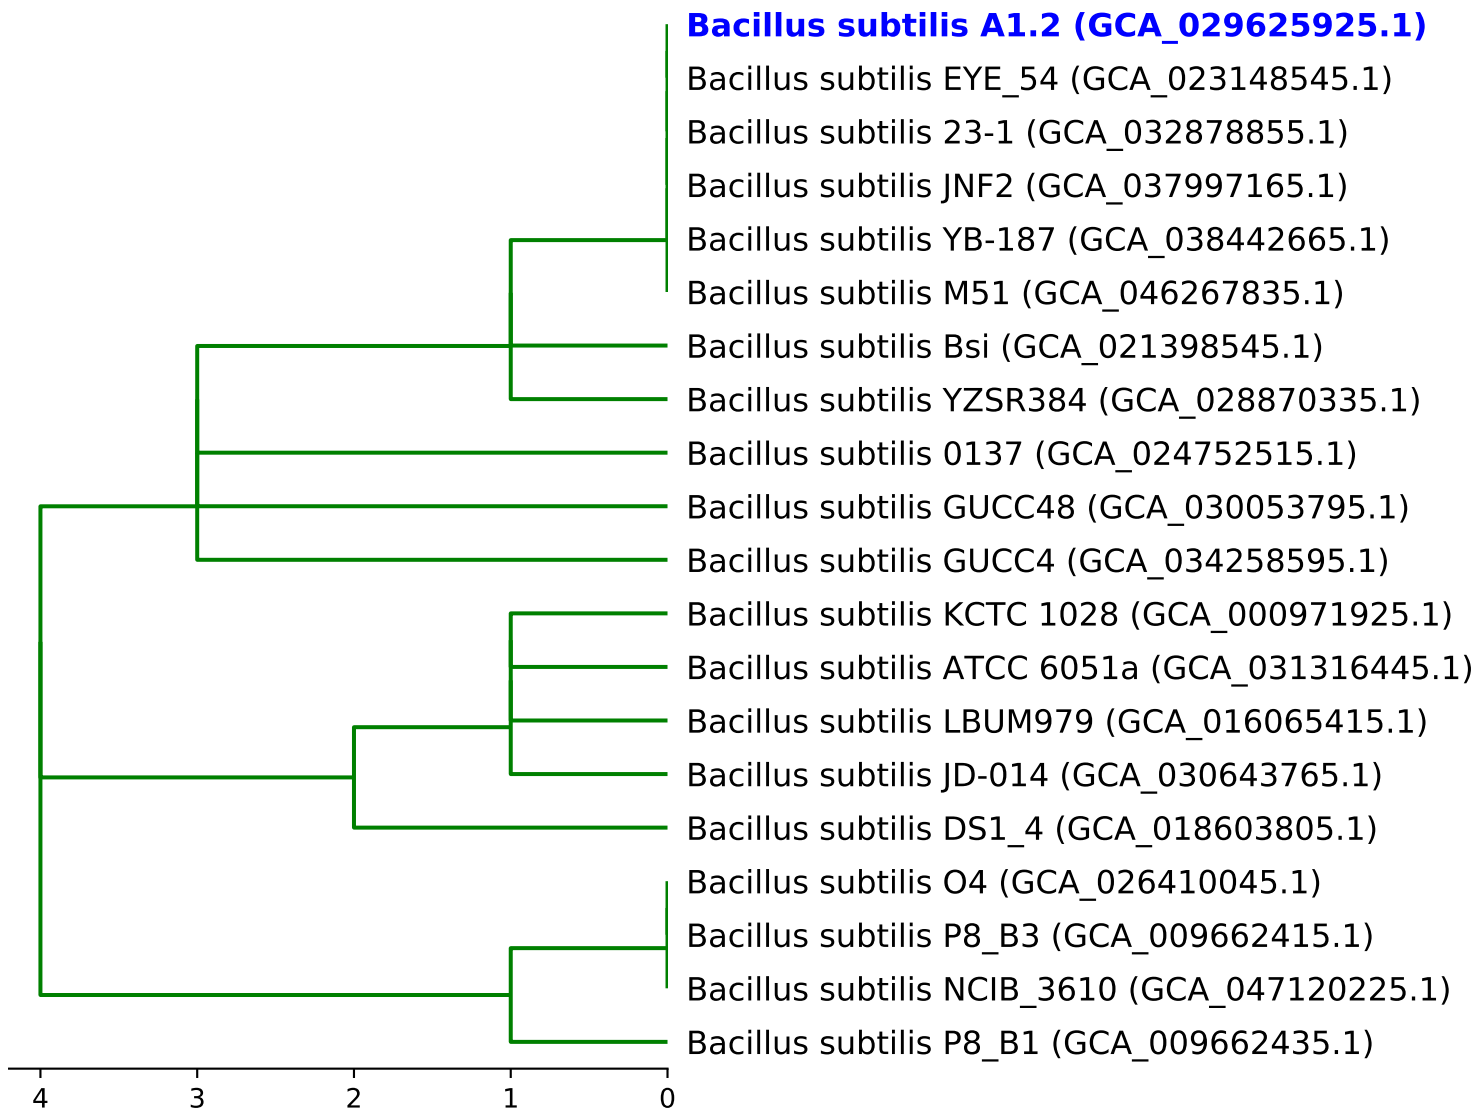 Bacillus subtilis A1.2 (GCA_029625925.1)
Bacillus subtilis EYE_54 (GCA_023148545.1)
Bacillus subtilis 23-1 (GCA_032878855.1)
Bacillus subtilis JNF2 (GCA_037997165.1)
Bacillus subtilis YB-187 (GCA_038442665.1)
Bacillus subtilis M51 (GCA_046267835.1)
Bacillus subtilis Bsi (GCA_021398545.1)
Bacillus subtilis YZSR384 (GCA_028870335.1)
Bacillus subtilis 0137 (GCA_024752515.1)
Bacillus subtilis GUCC48 (GCA_030053795.1)
Bacillus subtilis GUCC4 (GCA_034258595.1)
Bacillus subtilis KCTC 1028 (GCA_000971925.1)
Bacillus subtilis ATCC 6051a (GCA_031316445.1)
Bacillus subtilis LBUM979 (GCA_016065415.1)
Bacillus subtilis JD-014 (GCA_030643765.1)
Bacillus subtilis DS1_4 (GCA_018603805.1)
Bacillus subtilis O4 (GCA_026410045.1)
Bacillus subtilis P8_B3 (GCA_009662415.1)
Bacillus subtilis NCIB_3610 (GCA_047120225.1)
Bacillus subtilis P8_B1 (GCA_009662435.1)
4 3 2 1 0